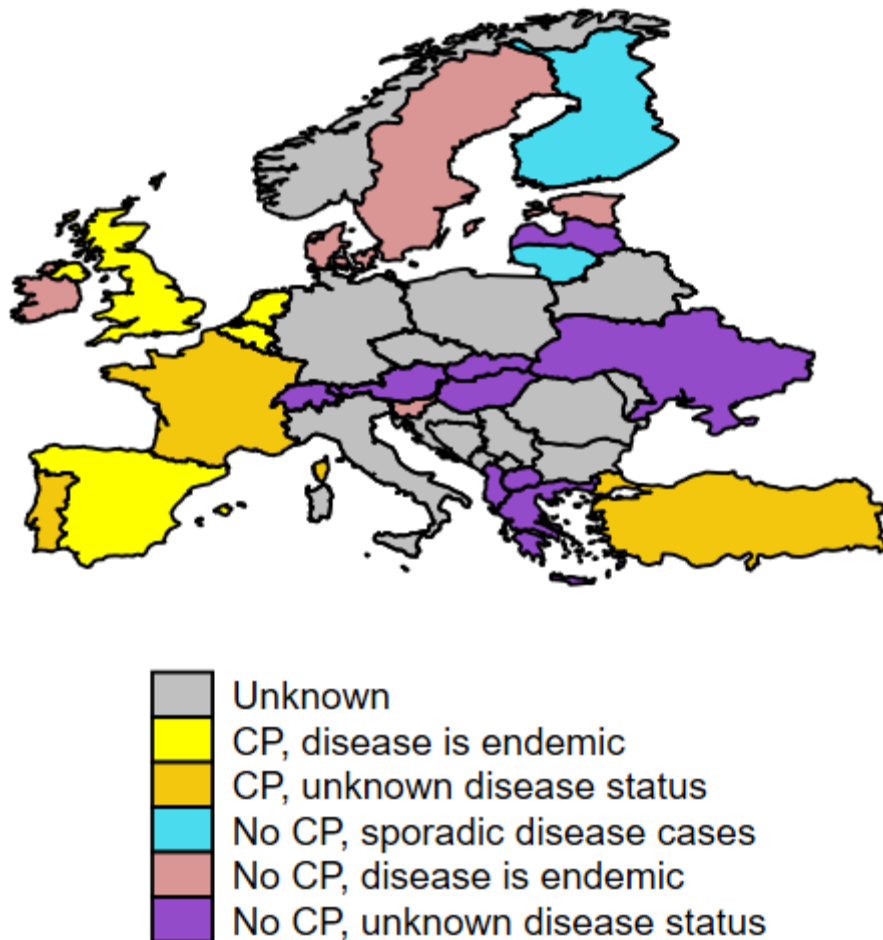 Unknown
CP, disease is endemic
CP, unknown disease status
No CP, sporadic disease cases
No CP, disease is endemic
No CP, unknown disease status